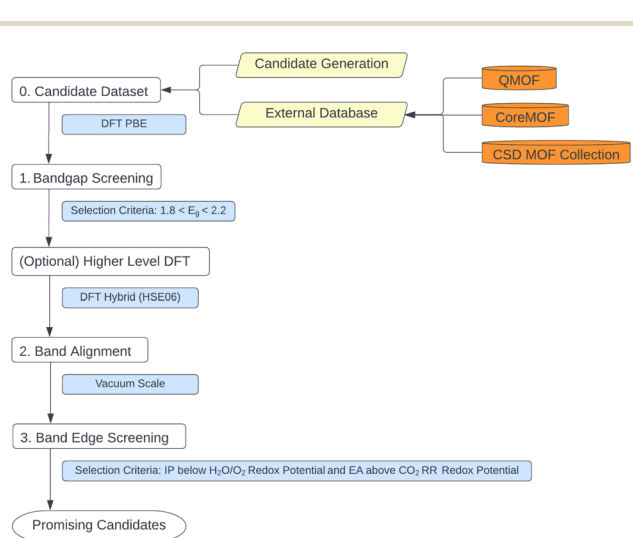 Candidate Generation
QMOF
0. Candidate Dataset
External Database
CoreMOF
DFT PBE
CSD MOF Collection
1. Bandgap Screening
Selection Criteria: 1.8 < Eg < 2.2
(Optional) Higher Level DFT
DFT Hybrid (HSE06)
2. Band Alignment
Vacuum Scale
3. Band Edge Screening
Selection Criteria: IP below H₂O/O₂ Redox Potential and EA above CO₂ RR Redox Potential
Promising Candidates